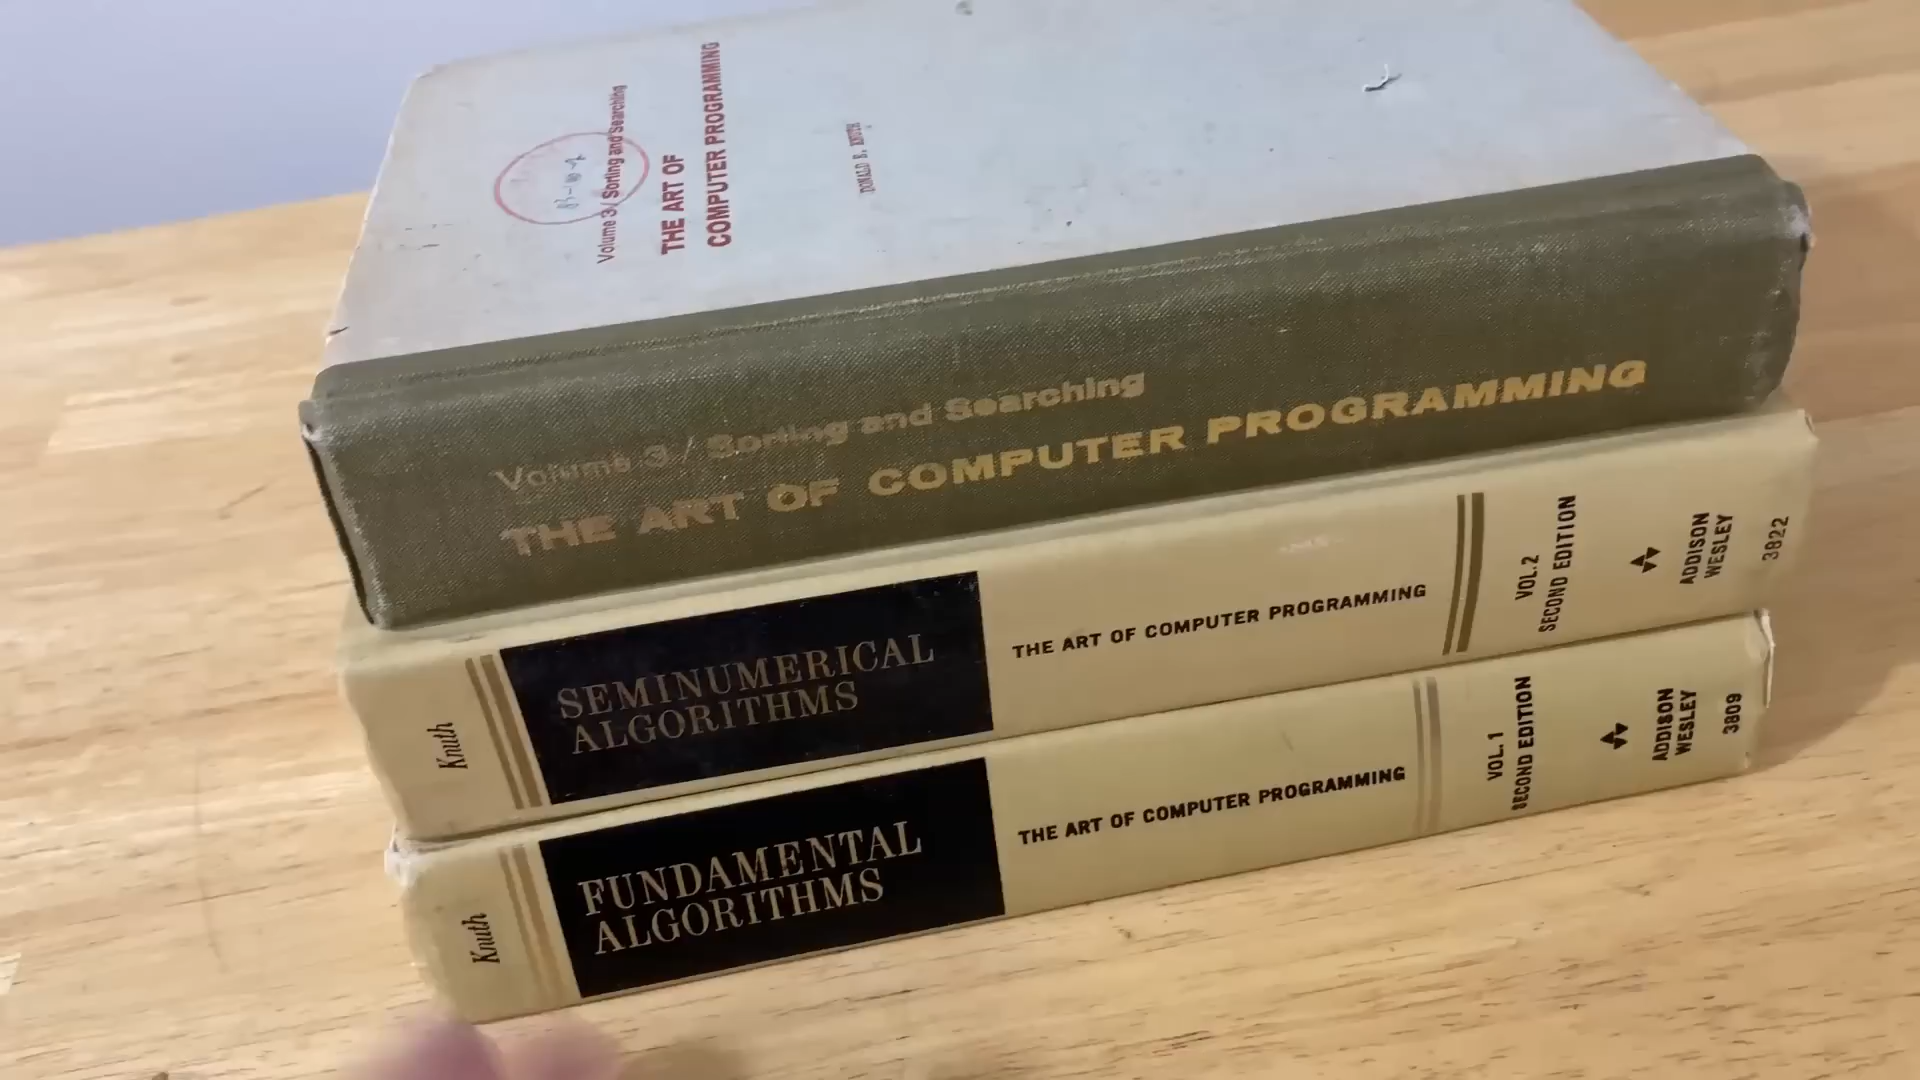 Volume 3 / Sorting and Searching
THE ART OF
COMPUTER PROGRAMMING
DONALD E. KNUTH
Volume 3 / Sorting and Searching
THE ART OF COMPUTER PROGRAMMING
Knuth
SEMINUMERICAL
ALGORITHMS
THE ART OF COMPUTER PROGRAMMING
VOL. 2
SECOND EDITION
ADDISON
WESLEY
3822
Knuth
FUNDAMENTAL
ALGORITHMS
THE ART OF COMPUTER PROGRAMMING
VOL. 1
SECOND EDITION
ADDISON
WESLEY
3809